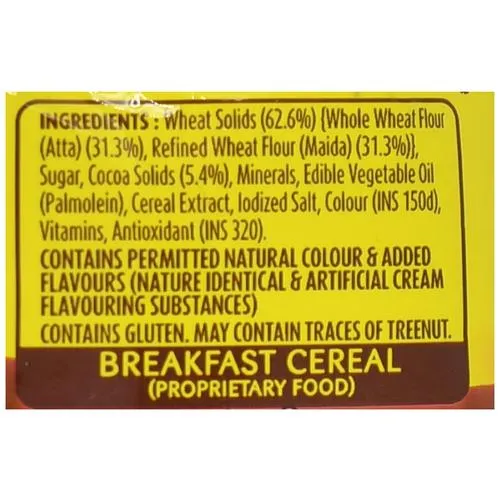 INGREDIENTS : Wheat Solids (62.6%) {Whole Wheat Flour
(Atta) (31.3%), Refined Wheat Flour (Maida) (31.3%)},
Sugar, Cocoa Solids (5.4%), Minerals, Edible Vegetable Oil
(Palmolein), Cereal Extract, Iodized Salt, Colour (INS 150d),
Vitamins, Antioxidant (INS 320).
CONTAINS PERMITTED NATURAL COLOUR & ADDED
FLAVOURS (NATURE IDENTICAL & ARTIFICIAL CREAM
FLAVOURING SUBSTANCES)
CONTAINS GLUTEN. MAY CONTAIN TRACES OF TREENUT.
BREAKFAST CEREAL
(PROPRIETARY FOOD)